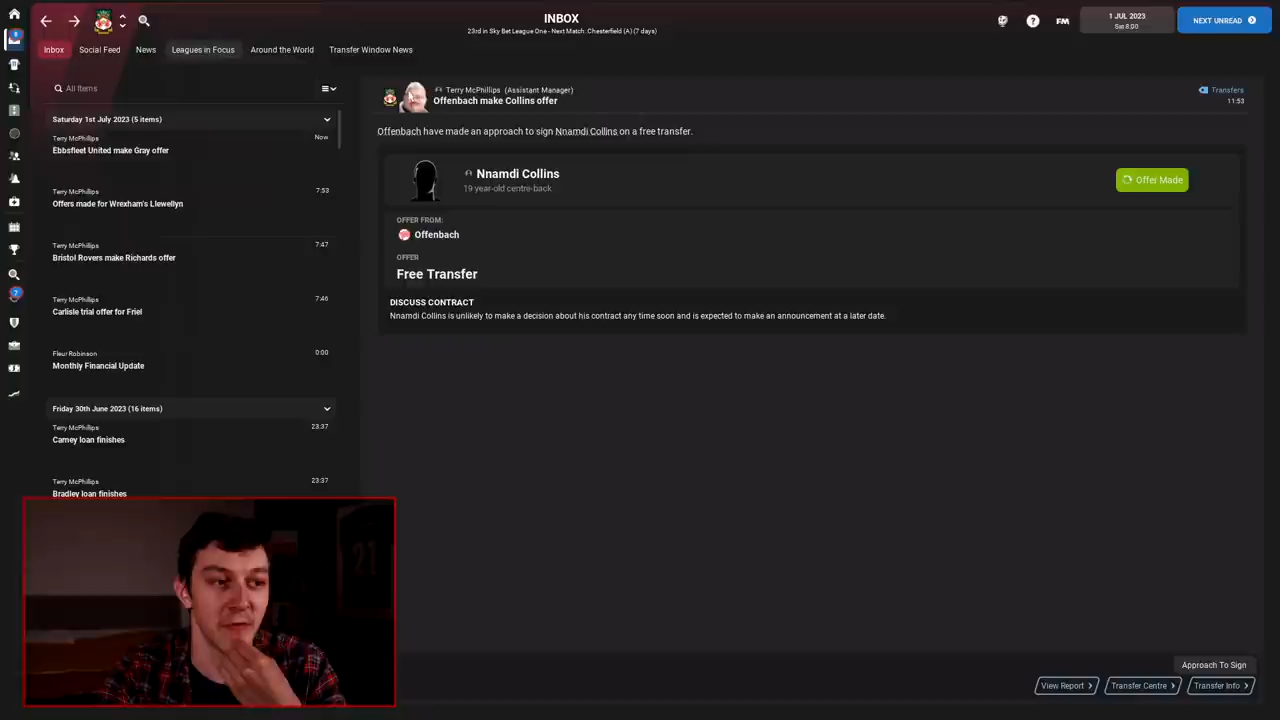 INBOX
23rd in Sky Bet League One - Next Match: Chesterfield (A) (7 days)
FM
1 JUL 2023
Sat 8:00
NEXT UNREAD
Inbox
Social Feed
News
Leagues in Focus
Around the World
Transfer Window News
All Items
Saturday 1st July 2023 (5 items)
Terry McPhillips
Now
Ebbsfleet United make Gray offer
Terry McPhillips
7:53
Offers made for Wrexham's Llewellyn
Terry McPhillips
7:47
Bristol Rovers make Richards offer
Terry McPhillips
7:46
Carlisle trial offer for Friel
Fleur Robinson
0:00
Monthly Financial Update
Friday 30th June 2023 (16 items)
Terry McPhillips
23:37
Carney loan finishes
Terry McPhillips
23:37
Bradley loan finishes
Terry McPhillips (Assistant Manager)
Offenbach make Collins offer
Transfers
11:53
Offenbach have made an approach to sign Nnamdi Collins on a free transfer.
Nnamdi Collins
19 year-old centre-back
Offer Made
OFFER FROM:
Offenbach
OFFER
Free Transfer
DISCUSS CONTRACT
Nnamdi Collins is unlikely to make a decision about his contract any time soon and is expected to make an announcement at a later date.
21
Approach To Sign
View Report
Transfer Centre
Transfer Info